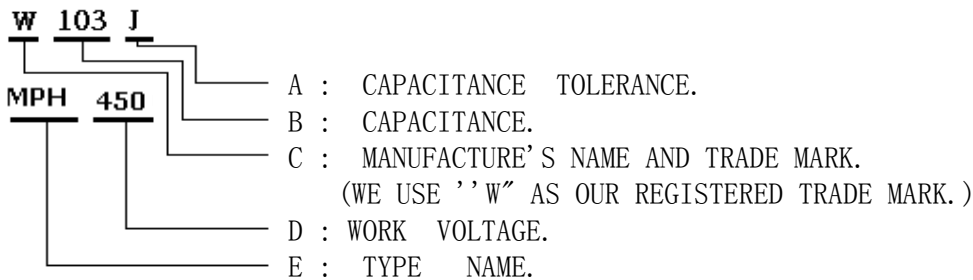 W 103 J
A : CAPACITANCE TOLERANCE.
MPH 450
B : CAPACITANCE.
C : MANUFACTURE'S NAME AND TRADE MARK.
(WE USE ''W" AS OUR REGISTERED TRADE MARK.)
D : WORK VOLTAGE.
E : TYPE NAME.